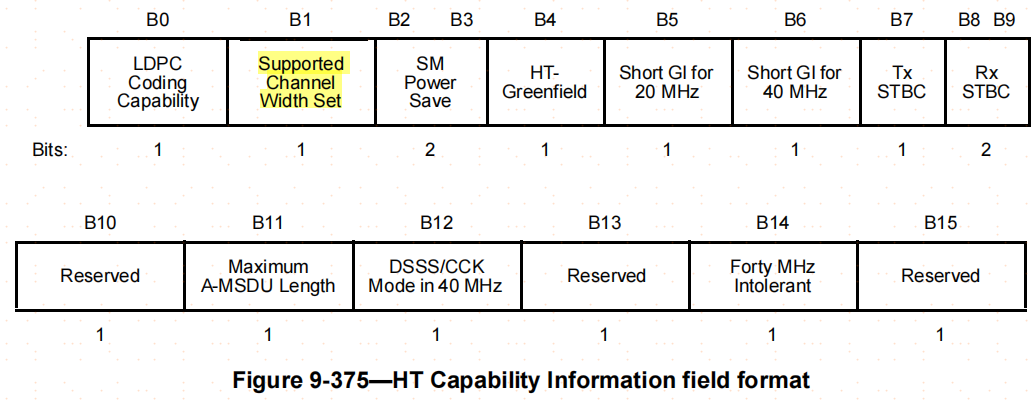 B0 B1 B2 B3 B4 B5 B6 B7 B8 B9
LDPC Coding Capability
Supported Channel Width Set
SM Power Save
HT-Greenfield
Short GI for 20 MHz
Short GI for 40 MHz
Tx STBC
Rx STBC
Bits: 1 1 2 1 1 1 1 2
B10 B11 B12 B13 B14 B15
Reserved
Maximum A-MSDU Length
DSSS/CCK Mode in 40 MHz
Reserved
Forty MHz Intolerant
Reserved
1 1 1 1 1 1
Figure 9-375—HT Capability Information field format